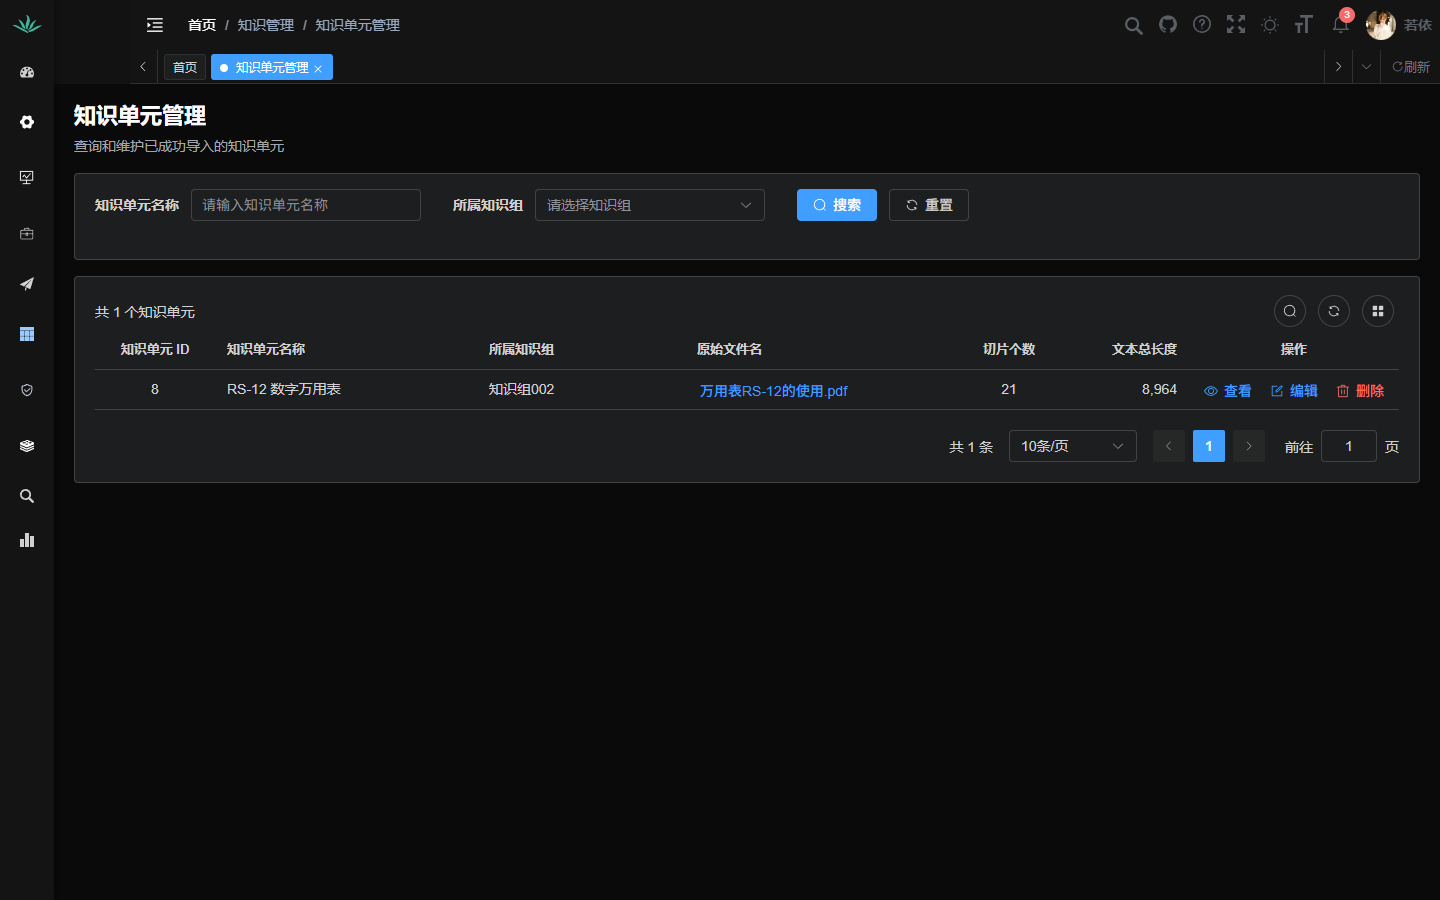 首页 / 知识管理 / 知识单元管理
3
若依
首页
知识单元管理
刷新
知识单元管理
查询和维护已成功导入的知识单元
知识单元名称 请输入知识单元名称 所属知识组 请选择知识组 搜索 重置
共 1 个知识单元
知识单元 ID 知识单元名称 所属知识组 原始文件名 切片个数 文本总长度 操作
8 RS-12 数字万用表 知识组002 万用表RS-12的使用.pdf 21 8,964 查看 编辑 删除
共 1 条 10条/页 1 前往 1 页